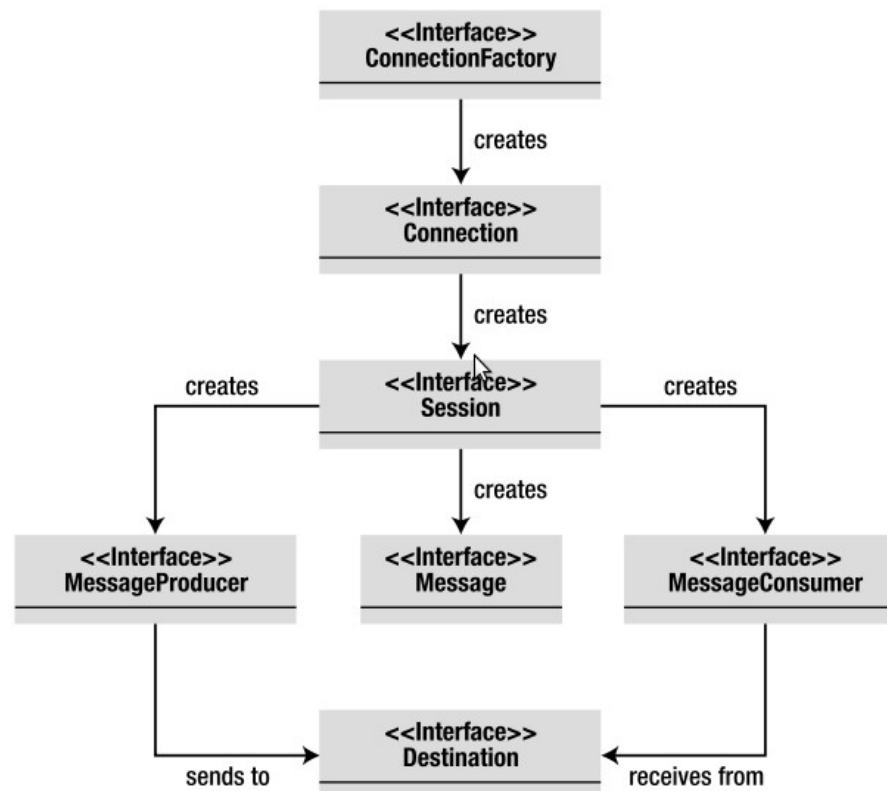 <<Interface>>
ConnectionFactory
creates
<<Interface>>
Connection
creates
<<Interface>>
Session
creates
creates
creates
<<Interface>>
MessageProducer
<<Interface>>
Message
<<Interface>>
MessageConsumer
<<Interface>>
Destination
sends to
receives from